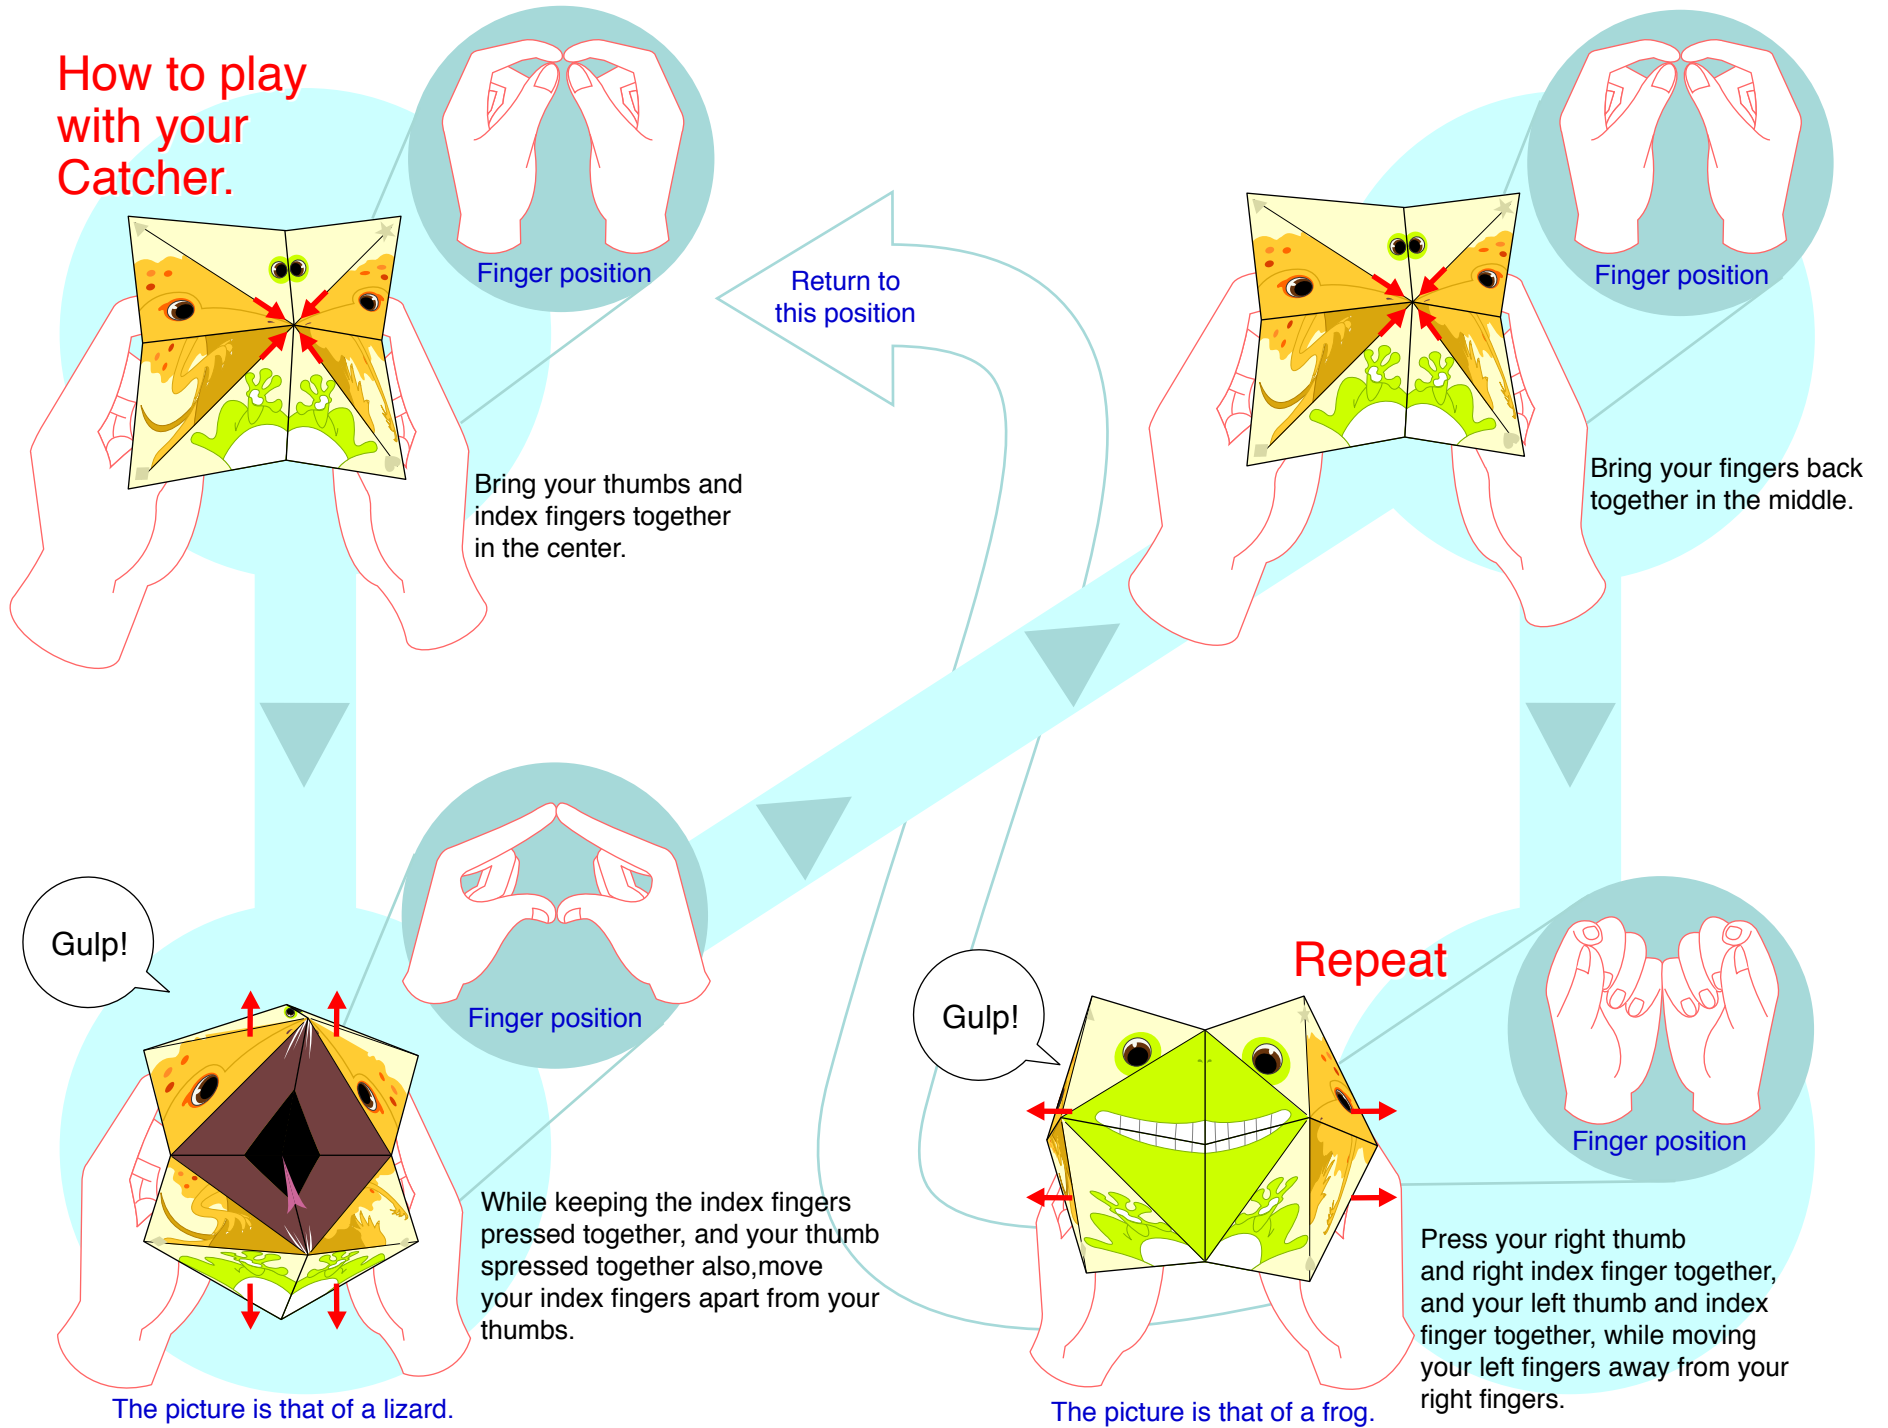 How to play
with your
Catcher.
Finger position
Bring your thumbs and
index fingers together
in the center.
Gulp!
Finger position
While keeping the index fingers
pressed together, and your thumb
spressed together also,move
your index fingers apart from your
thumbs.
The picture is that of a lizard.
Return to
this position
Finger position
Bring your fingers back
together in the middle.
Repeat
Gulp!
Finger position
Press your right thumb
and right index finger together,
and your left thumb and index
finger together, while moving
your left fingers away from your
right fingers.
The picture is that of a frog.